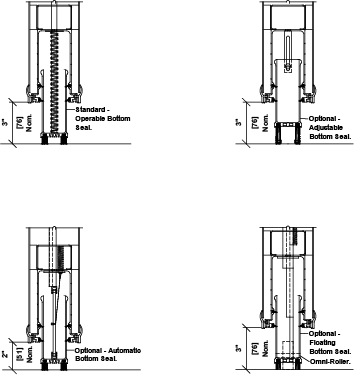 3"
[76]
Nom.
Standard -
Operable Bottom
Seal.
3"
[76]
Nom.
Optional -
Adjustable
Bottom Seal.
2"
[51]
Nom.
Optional - Automatic
Bottom Seal.
3"
[76]
Nom.
Optional -
Floating
Bottom Seal.
Omni-Roller.